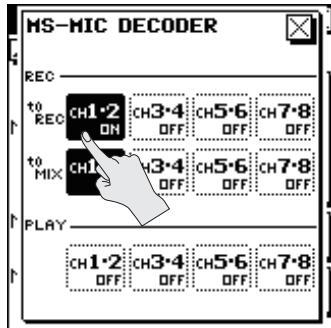 MS-MIC DECODER
REC
to REC CH1·2 ON CH3·4 OFF CH5·6 OFF CH7·8 OFF
to MIX CH1 3·4 OFF CH5·6 OFF CH7·8 OFF
PLAY
CH1·2 OFF CH3·4 OFF CH5·6 OFF CH7·8 OFF